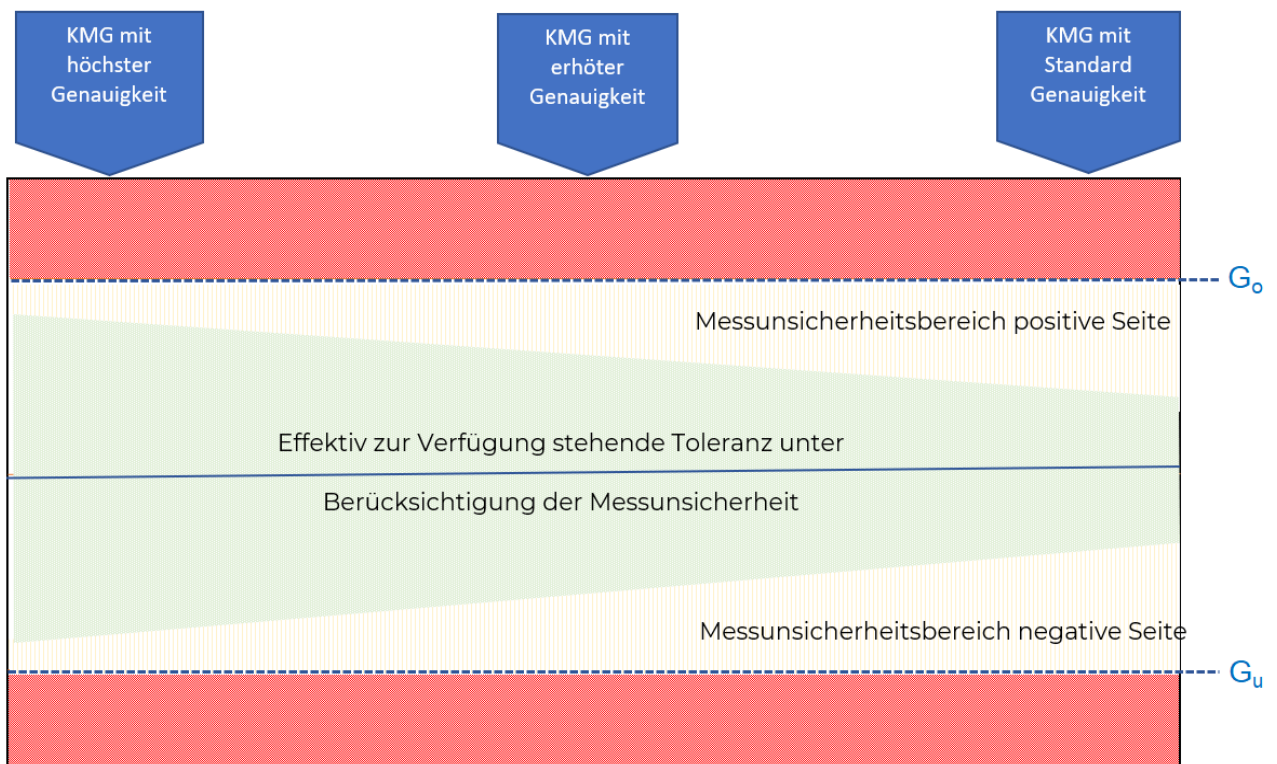 KMG mit
höchster
Genauigkeit
KMG mit
erhöter
Genauigkeit
KMG mit
Standard
Genauigkeit
Go
Messunsicherheitsbereich positive Seite
Effektiv zur Verfügung stehende Toleranz unter
Berücksichtigung der Messunsicherheit
Messunsicherheitsbereich negative Seite
Gu